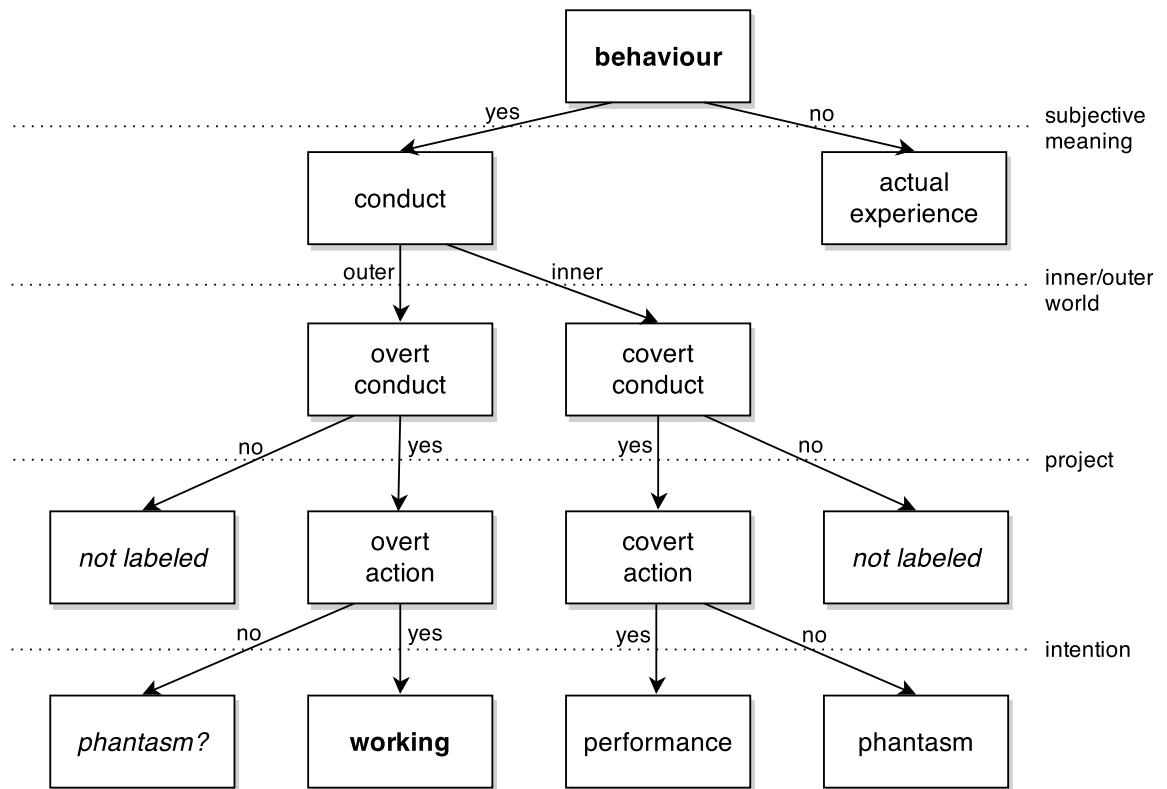 behaviour
yes
no
subjective
meaning
conduct
actual
experience
outer
inner
inner/outer
world
overt
conduct
covert
conduct
no
yes
yes
no
project
not labeled
overt
action
covert
action
not labeled
no
yes
yes
no
intention
phantasm?
working
performance
phantasm